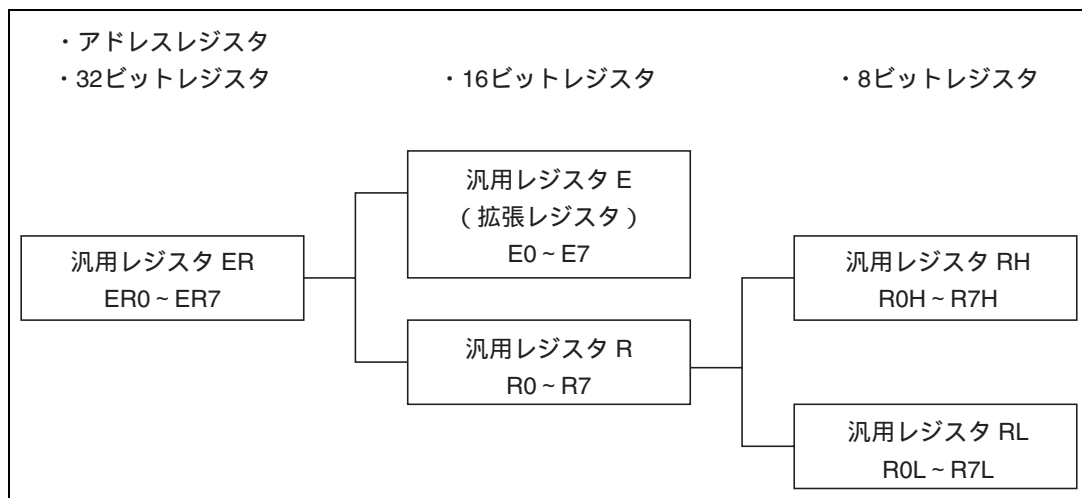 ・アドレスレジスタ
・32ビットレジスタ
・16ビットレジスタ
・8ビットレジスタ
汎用レジスタ ER
ER0 ~ ER7
汎用レジスタ E
( 拡張レジスタ )
E0 ~ E7
汎用レジスタ R
R0 ~ R7
汎用レジスタ RH
R0H ~ R7H
汎用レジスタ RL
R0L ~ R7L